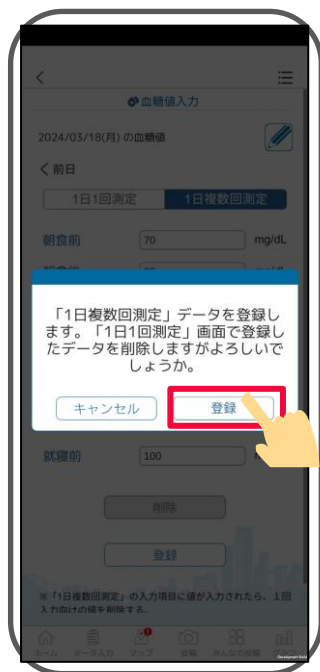 血糖値入力
2024/03/18(月) の血糖値
前日
1日1回測定 1日複数回測定
朝食前 70 mg/dL
「1日複数回測定」データを登録し
ます。「1日1回測定」画面で登録し
たデータを削除しますがよろしいで
しょうか。
キャンセル 登録
就寝前 100
削除
登録
※「1日複数回測定」の入力項目に値が入力されたら、1回
入力向けの値を削除する。
ホーム データ入力 マップ 投稿 みんなの投稿
Development Build